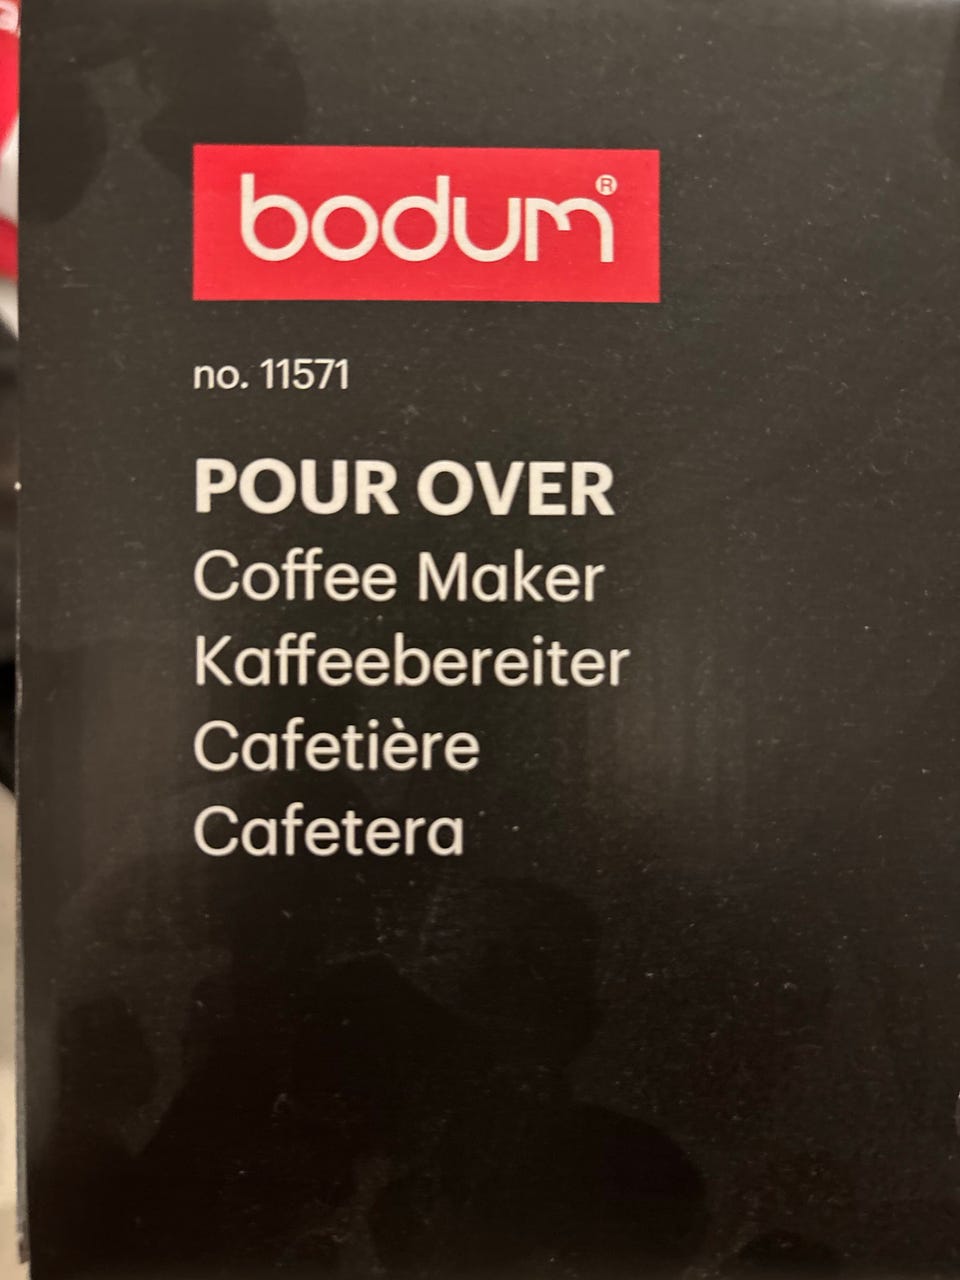 bodum®
no. 11571
POUR OVER
Coffee Maker
Kaffeebereiter
Cafetière
Cafetera